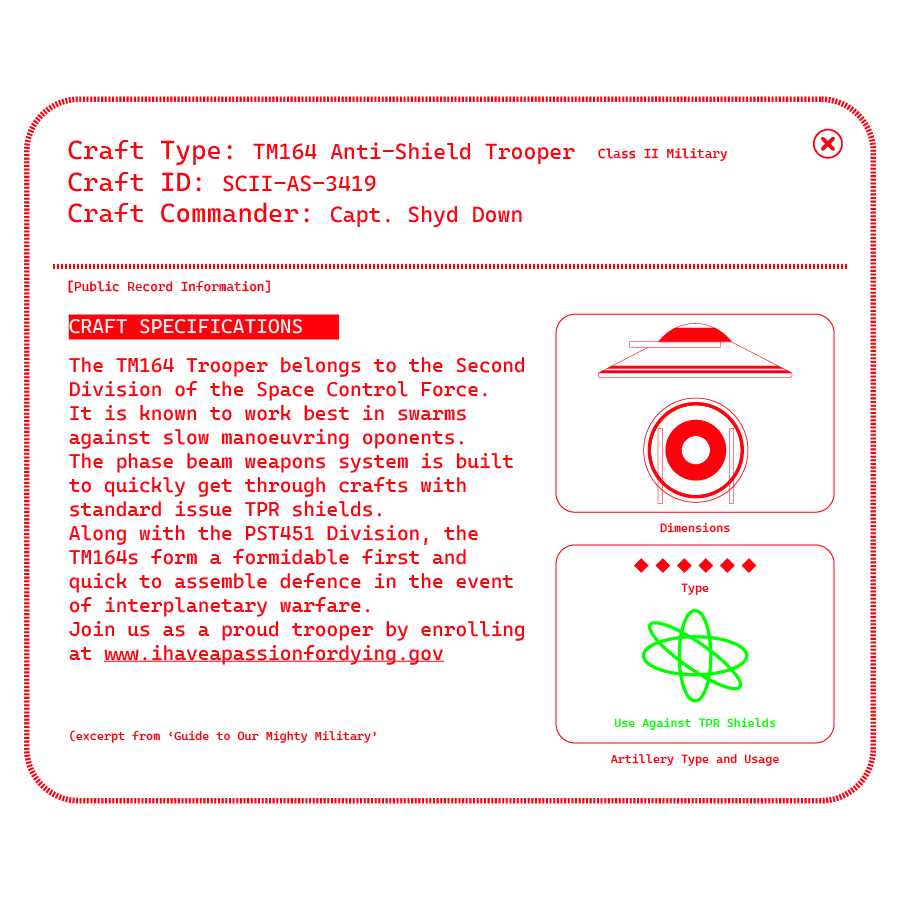 Craft Type: TM164 Anti-Shield Trooper Class II Military
Craft ID: SCII-AS-3419
Craft Commander: Capt. Shyd Down
[Public Record Information]
CRAFT SPECIFICATIONS
The TM164 Trooper belongs to the Second
Division of the Space Control Force.
It is known to work best in swarms
against slow manoeuvring oponents.
The phase beam weapons system is built
to quickly get through crafts with
standard issue TPR shields.
Along with the PST451 Division, the
TM164s form a formidable first and
quick to assemble defence in the event
of interplanetary warfare.
Join us as a proud trooper by enrolling
at www.ihaveapassionfordying.gov
(excerpt from ‘Guide to Our Mighty Military’
Dimensions
Type
Use Against TPR Shields
Artillery Type and Usage